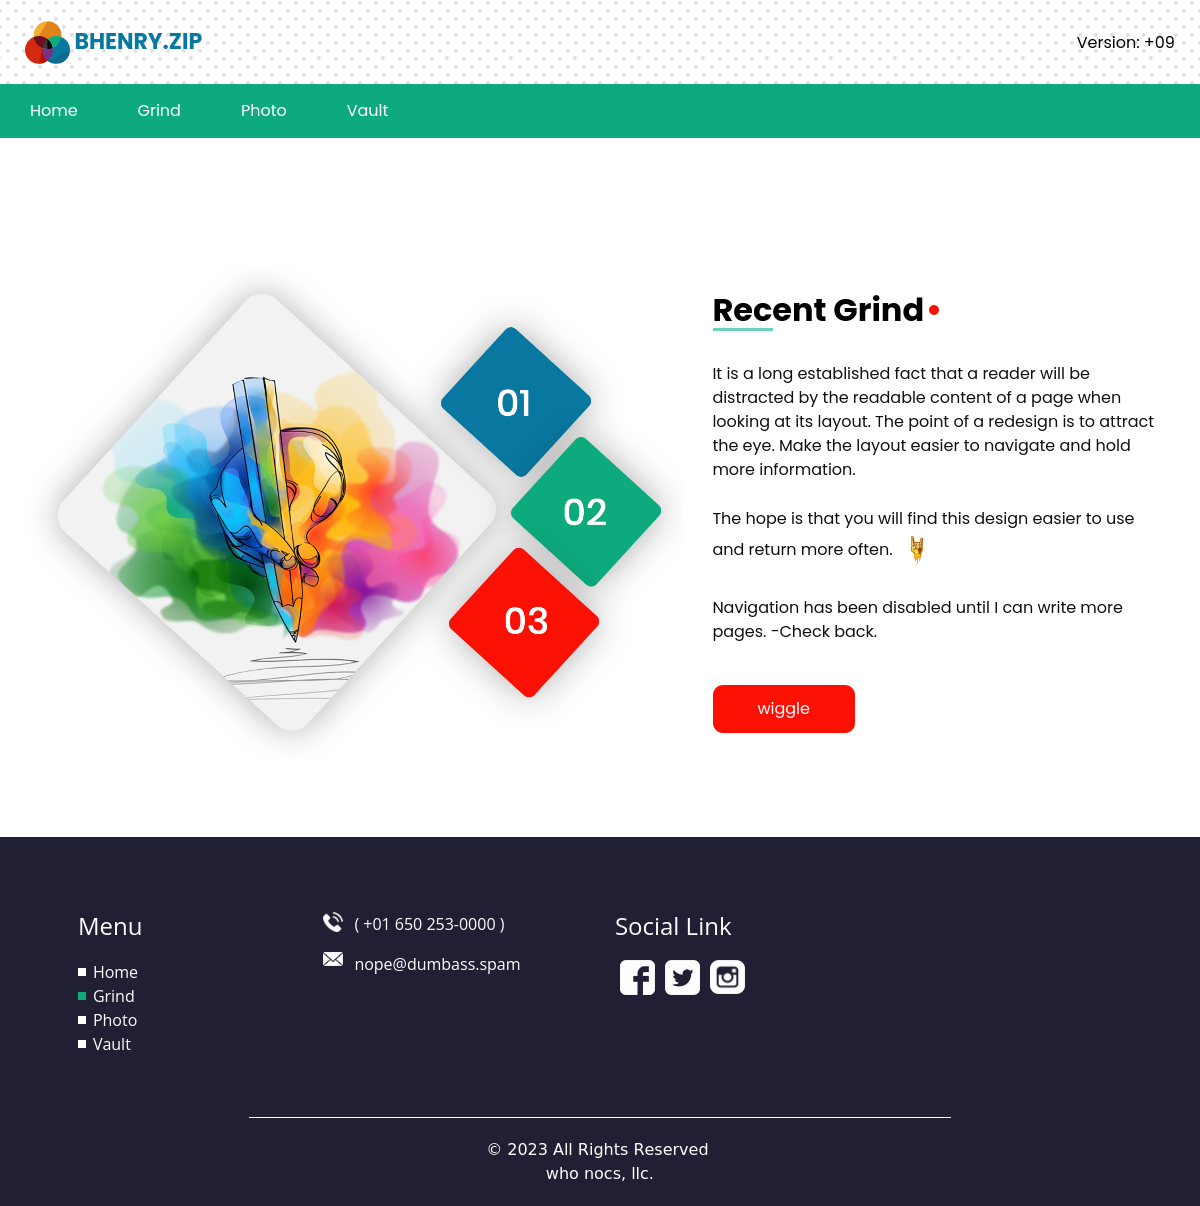 BHENRY.ZIP
Version: +09
Home Grind Photo Vault
Recent Grind
01
02
03
It is a long established fact that a reader will be
distracted by the readable content of a page when
looking at its layout. The point of a redesign is to attract
the eye. Make the layout easier to navigate and hold
more information.
The hope is that you will find this design easier to use
and return more often.
Navigation has been disabled until I can write more
pages. -Check back.
wiggle
Menu
Home
Grind
Photo
Vault
( +01 650 253-0000 )
nope@dumbass.spam
Social Link
© 2023 All Rights Reserved
who nocs, llc.